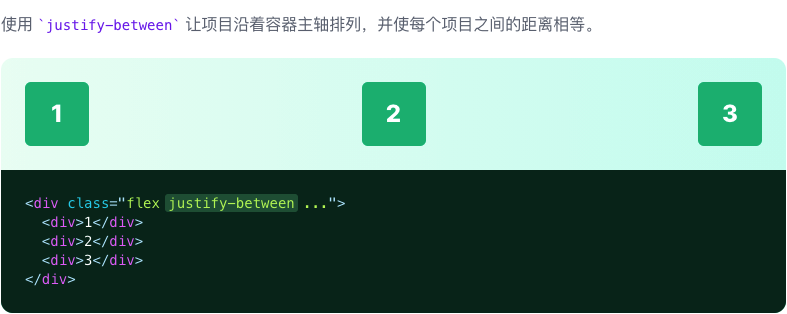 使用 `justify-between` 让项目沿着容器主轴排列，并使每个项目之间的距离相等。
1 2 3
<div class="flex justify-between ...">
  <div>1</div>
  <div>2</div>
  <div>3</div>
</div>